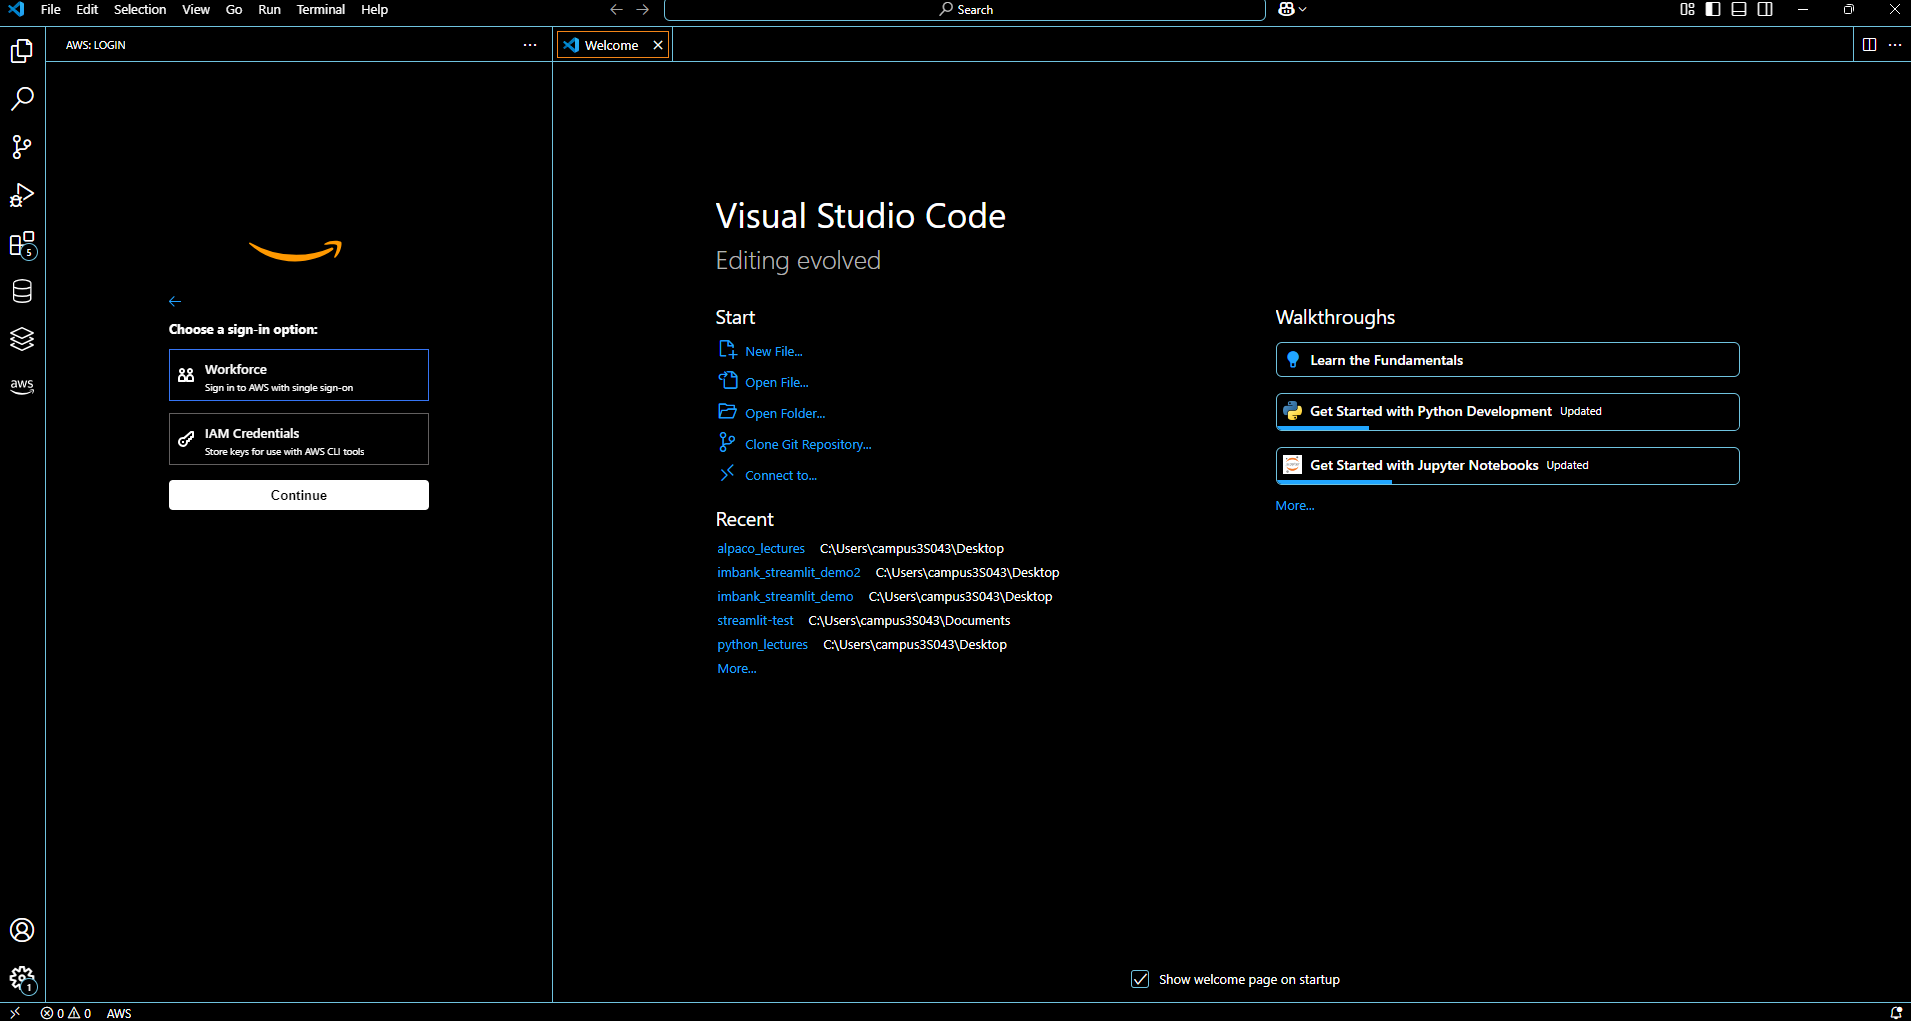 File Edit Selection View Go Run Terminal Help
Search
AWS: LOGIN
Welcome
5
aws
Choose a sign-in option:
Workforce
Sign in to AWS with single sign-on
IAM Credentials
Store keys for use with AWS CLI tools
Continue
Visual Studio Code
Editing evolved
Start
New File...
Open File...
Open Folder...
Clone Git Repository...
Connect to...
Recent
alpaco_lectures C:\Users\campus3S043\Desktop
imbank_streamlit_demo2 C:\Users\campus3S043\Desktop
imbank_streamlit_demo C:\Users\campus3S043\Desktop
streamlit-test C:\Users\campus3S043\Documents
python_lectures C:\Users\campus3S043\Desktop
More...
Walkthroughs
Learn the Fundamentals
Get Started with Python Development Updated
Get Started with Jupyter Notebooks Updated
More...
Show welcome page on startup
1
0 0 AWS